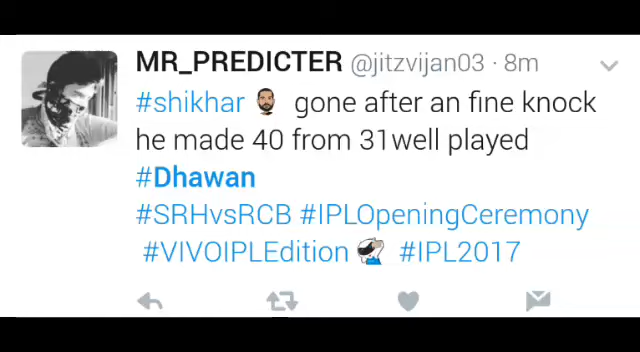 MR_PREDICTER @jitzvijan03 · 8m
#shikhar gone after an fine knock
he made 40 from 31well played
#Dhawan
#SRHvsRCB #IPLOpeningCeremony
#VIVOIPLEdition #IPL2017